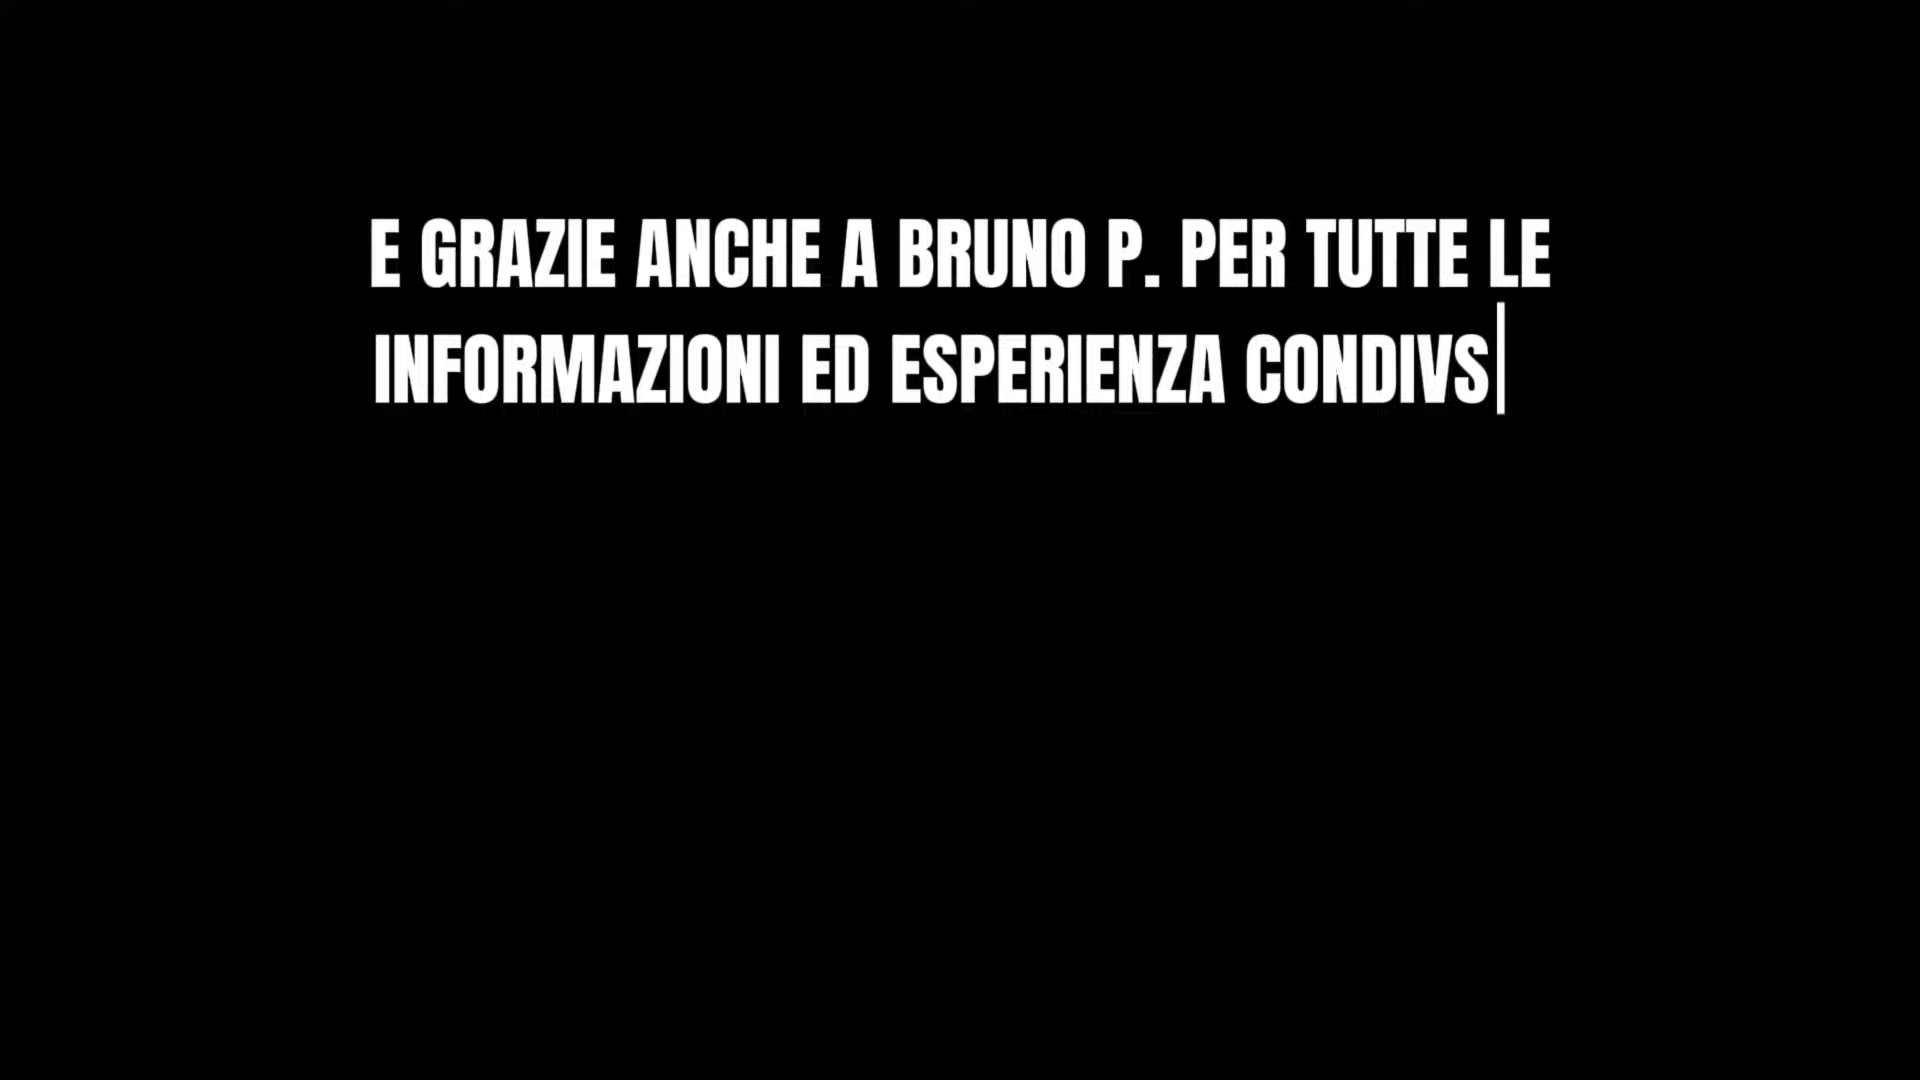 E GRAZIE ANCHE A BRUNO P. PER TUTTE LE
INFORMAZIONI ED ESPERIENZA CONDIVS